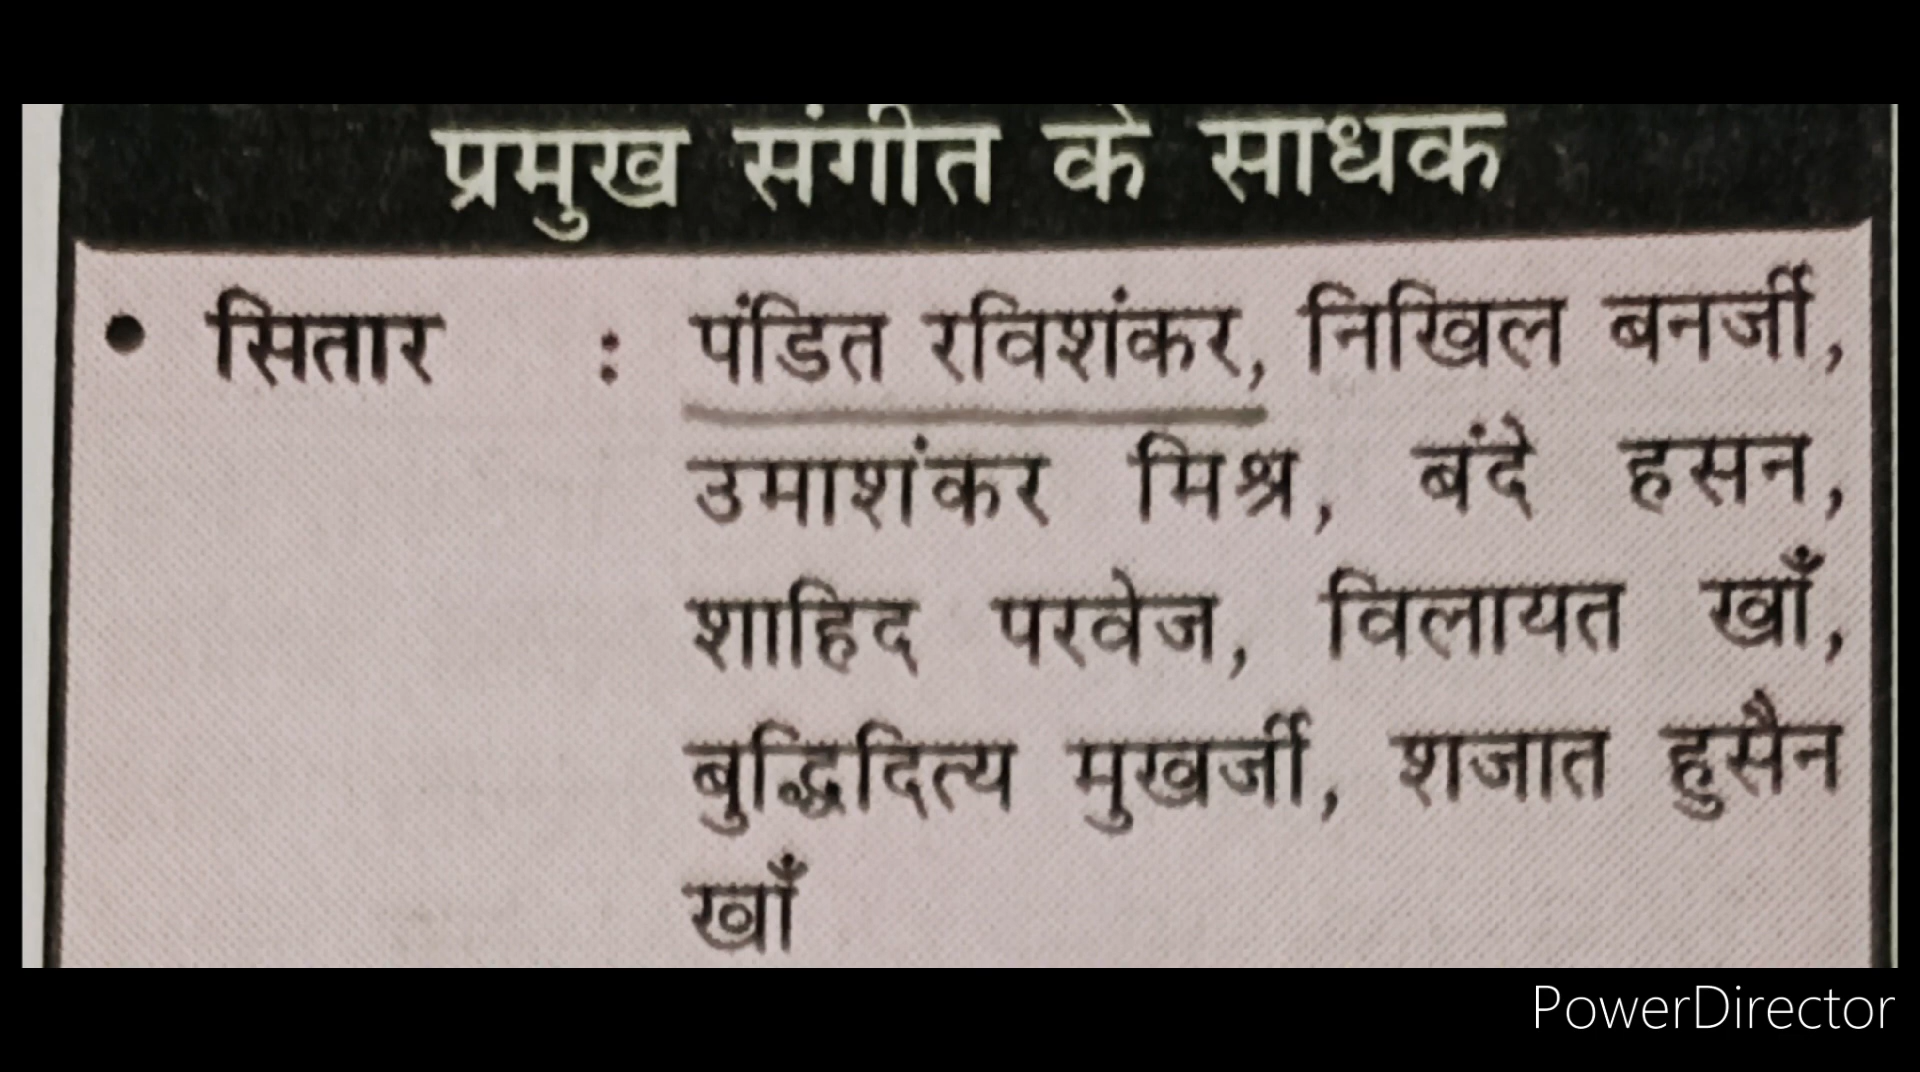 प्रमुख संगीत के साधक
• सितार : पंडित रविशंकर, निखिल बनर्जी,
उमाशंकर मिश्र, बंदे हसन,
शाहिद परवेज, विलायत खाँ,
बुद्धिदित्य मुखर्जी, शजात हुसैन
खाँ
PowerDirector